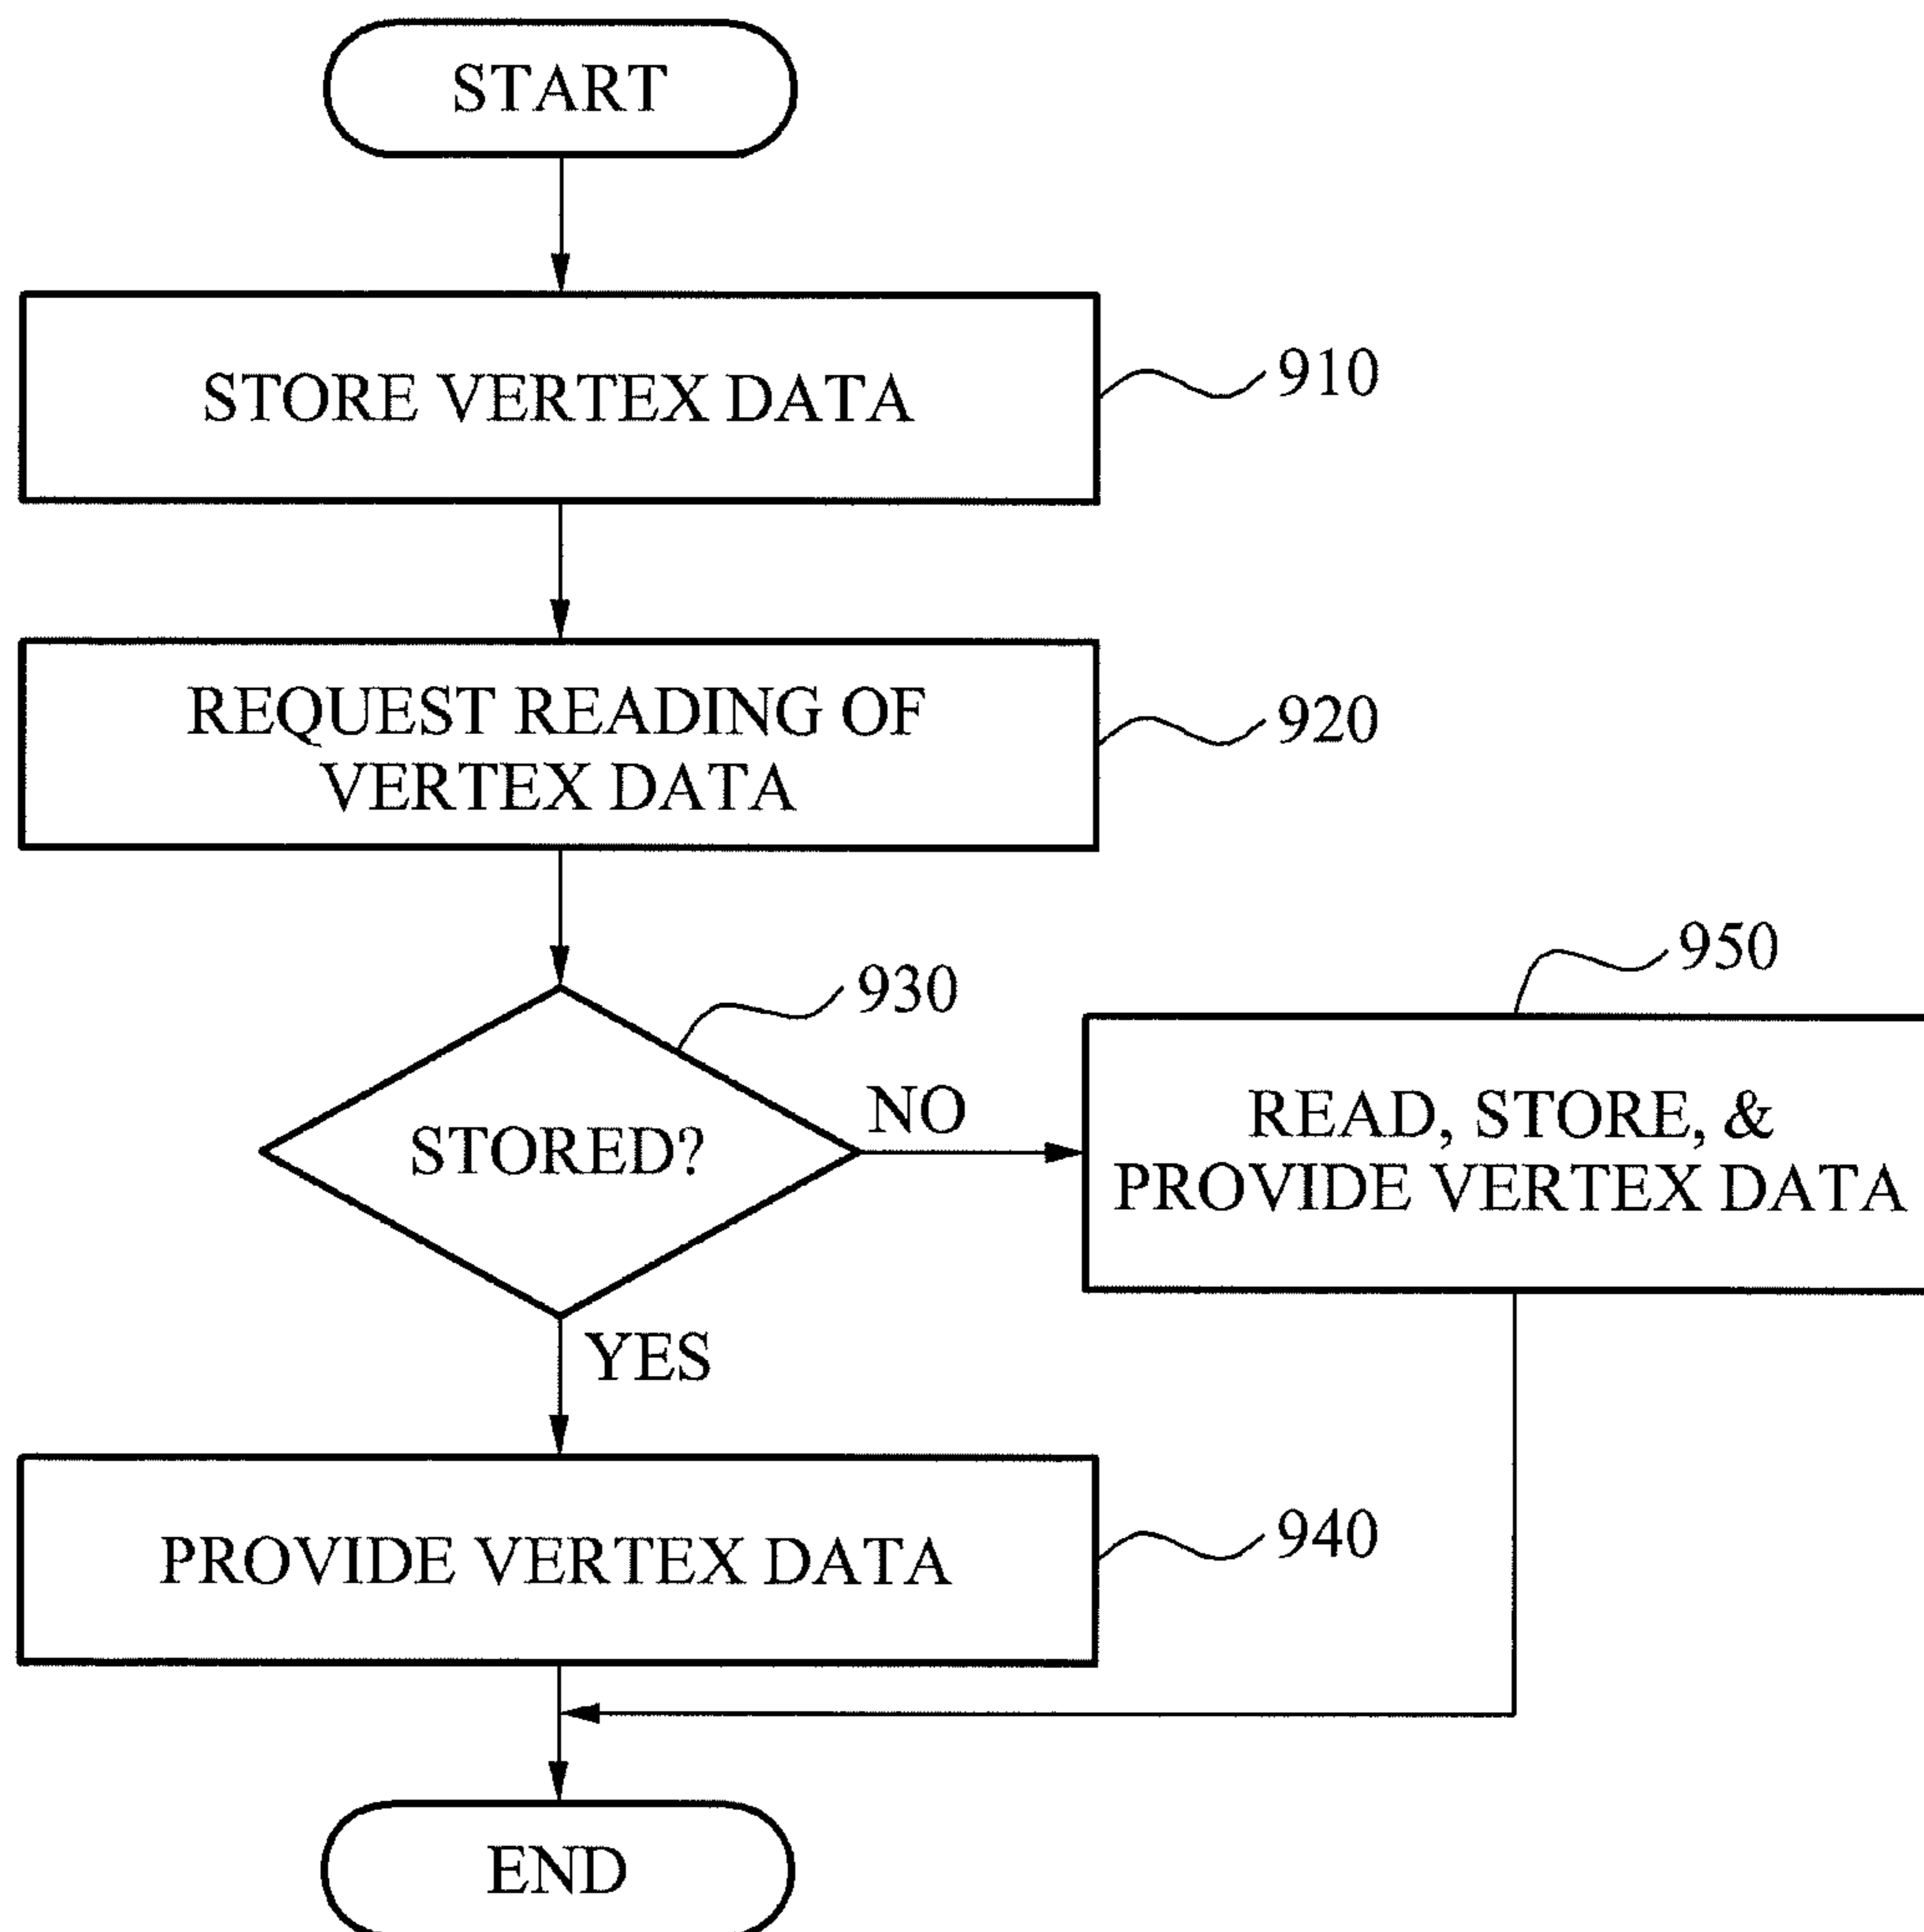 START
STORE VERTEX DATA
910
REQUEST READING OF
VERTEX DATA
920
930
STORED?
NO
950
READ, STORE, &
PROVIDE VERTEX DATA
YES
PROVIDE VERTEX DATA
940
END